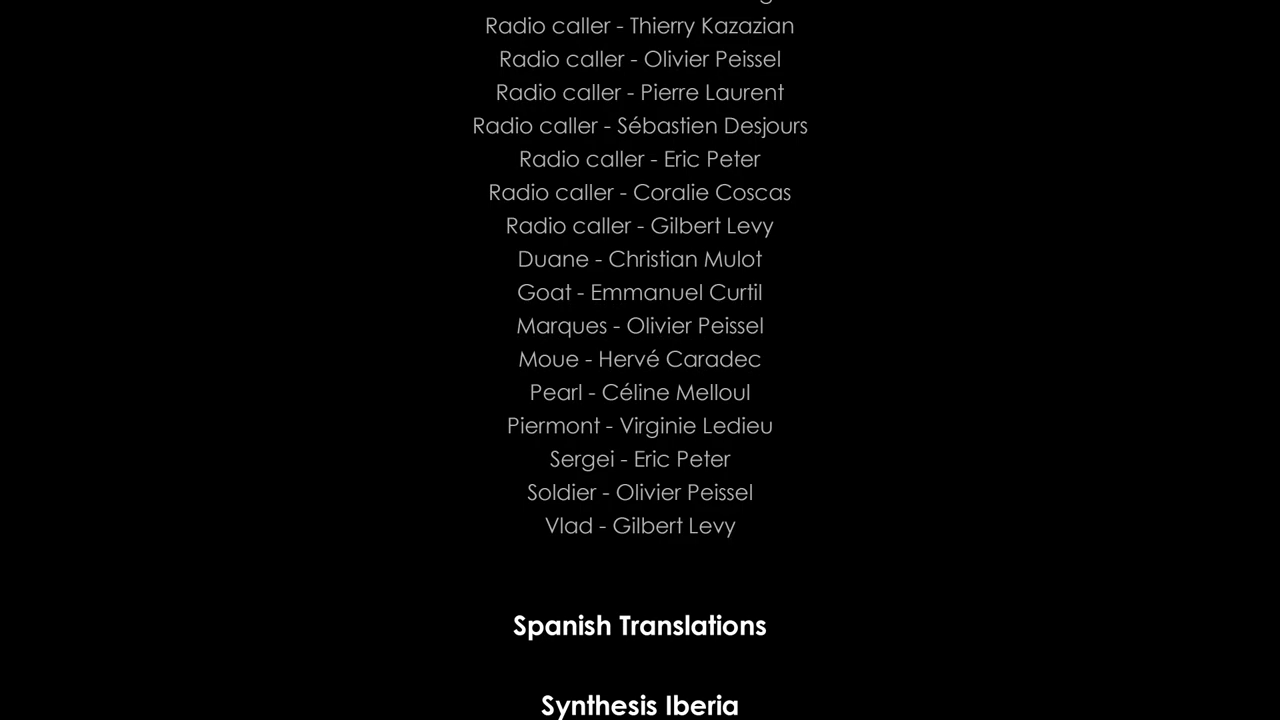 Radio caller - Thierry Kazazian
Radio caller - Olivier Peissel
Radio caller - Pierre Laurent
Radio caller - Sébastien Desjours
Radio caller - Eric Peter
Radio caller - Coralie Coscas
Radio caller - Gilbert Levy
Duane - Christian Mulot
Goat - Emmanuel Curtil
Marques - Olivier Peissel
Moue - Hervé Caradec
Pearl - Céline Melloul
Piermont - Virginie Ledieu
Sergei - Eric Peter
Soldier - Olivier Peissel
Vlad - Gilbert Levy
Spanish Translations
Synthesis Iberia